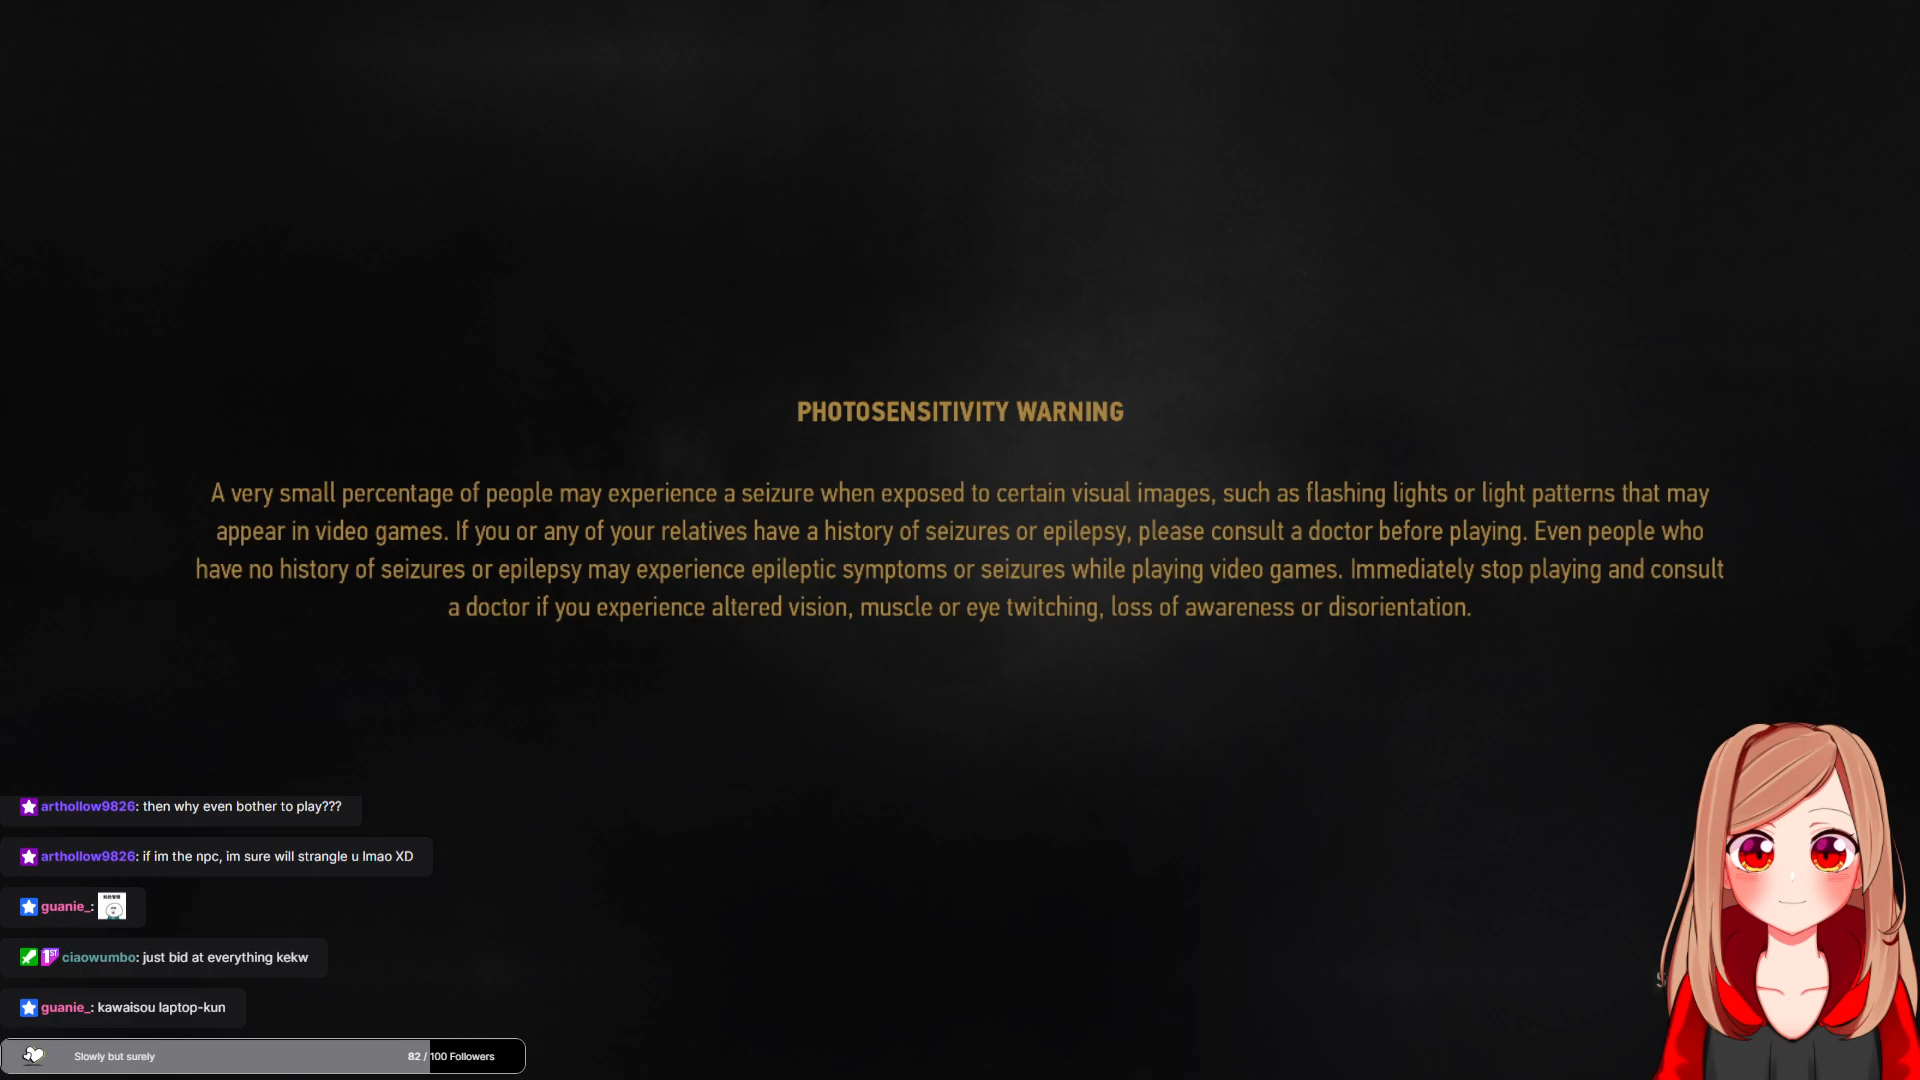 PHOTOSENSITIVITY WARNING
A very small percentage of people may experience a seizure when exposed to certain visual images, such as flashing lights or light patterns that may
appear in video games. If you or any of your relatives have a history of seizures or epilepsy, please consult a doctor before playing. Even people who
have no history of seizures or epilepsy may experience epileptic symptoms or seizures while playing video games. Immediately stop playing and consult
a doctor if you experience altered vision, muscle or eye twitching, loss of awareness or disorientation.
arthollow9826: then why even bother to play???
arthollow9826: if im the npc, im sure will strangle u lmao XD
guanie_:
1ST ciaowumbo: just bid at everything kekw
guanie_: kawaisou laptop-kun
Slowly but surely 82 / 100 Followers